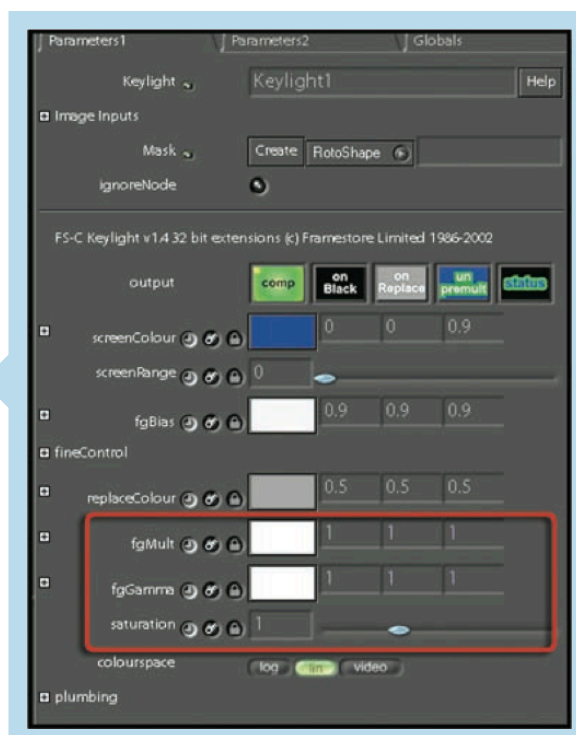 Parameters1 Parameters2 Globals
Keylight Keylight1 Help
Image Inputs
Mask Create RotoShape
ignoreNode
FS-C Keylight v1.4 32 bit extensions (c) Framestore Limited 1986-2002
output comp on Black on Replace un premult status
screenColour 0 0 0.9
screenRange 0
fgBias 0.9 0.9 0.9
fineControl
replaceColour 0.5 0.5 0.5
fgMult 1 1 1
fgGamma 1 1 1
saturation 1
colourspace log lin video
plumbing